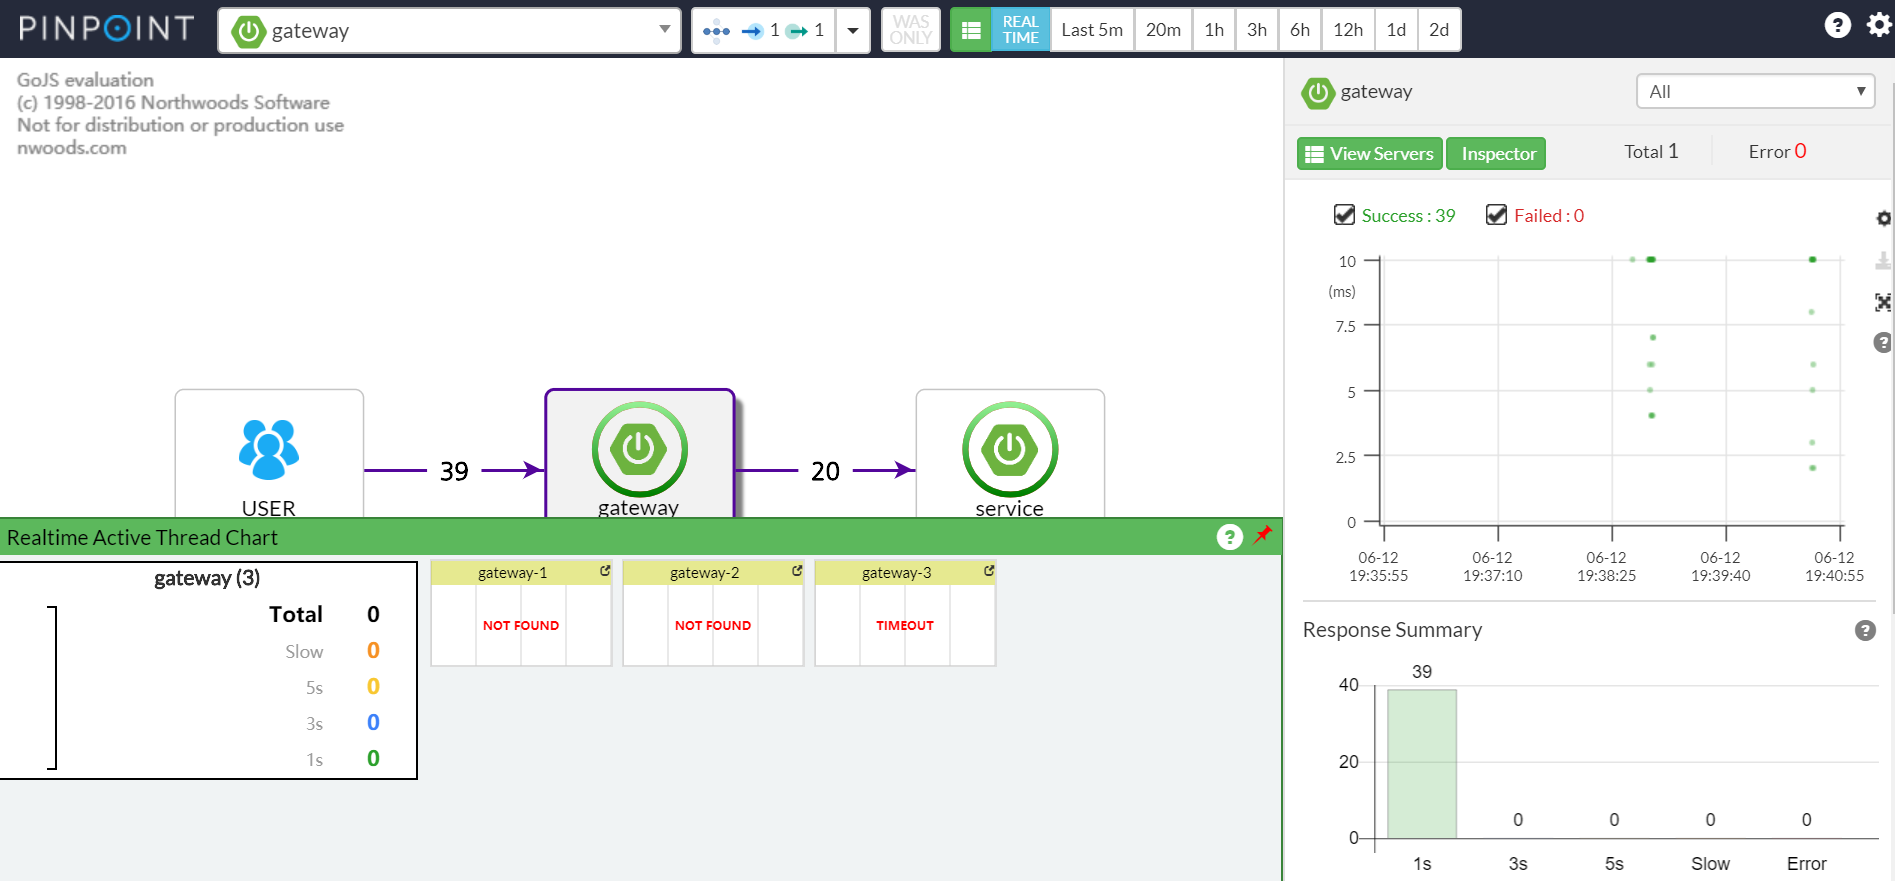 PINPOINT
gateway
1
1
WAS
ONLY
REAL
TIME
Last 5m
20m
1h
3h
6h
12h
1d
2d
?
GoJS evaluation
(c) 1998-2016 Northwoods Software
Not for distribution or production use
nwoods.com
USER
39
gateway
20
service
Realtime Active Thread Chart
?
gateway (3)
Total 0
Slow 0
5s 0
3s 0
1s 0
gateway-1
NOT FOUND
gateway-2
NOT FOUND
gateway-3
TIMEOUT
gateway
All
View Servers
Inspector
Total 1
Error 0
Success : 39
Failed : 0
10
(ms)
7.5
5
2.5
0
06-12
19:35:55
06-12
19:37:10
06-12
19:38:25
06-12
19:39:40
06-12
19:40:55
?
Response Summary
?
40
20
0
39
0
0
0
0
1s
3s
5s
Slow
Error